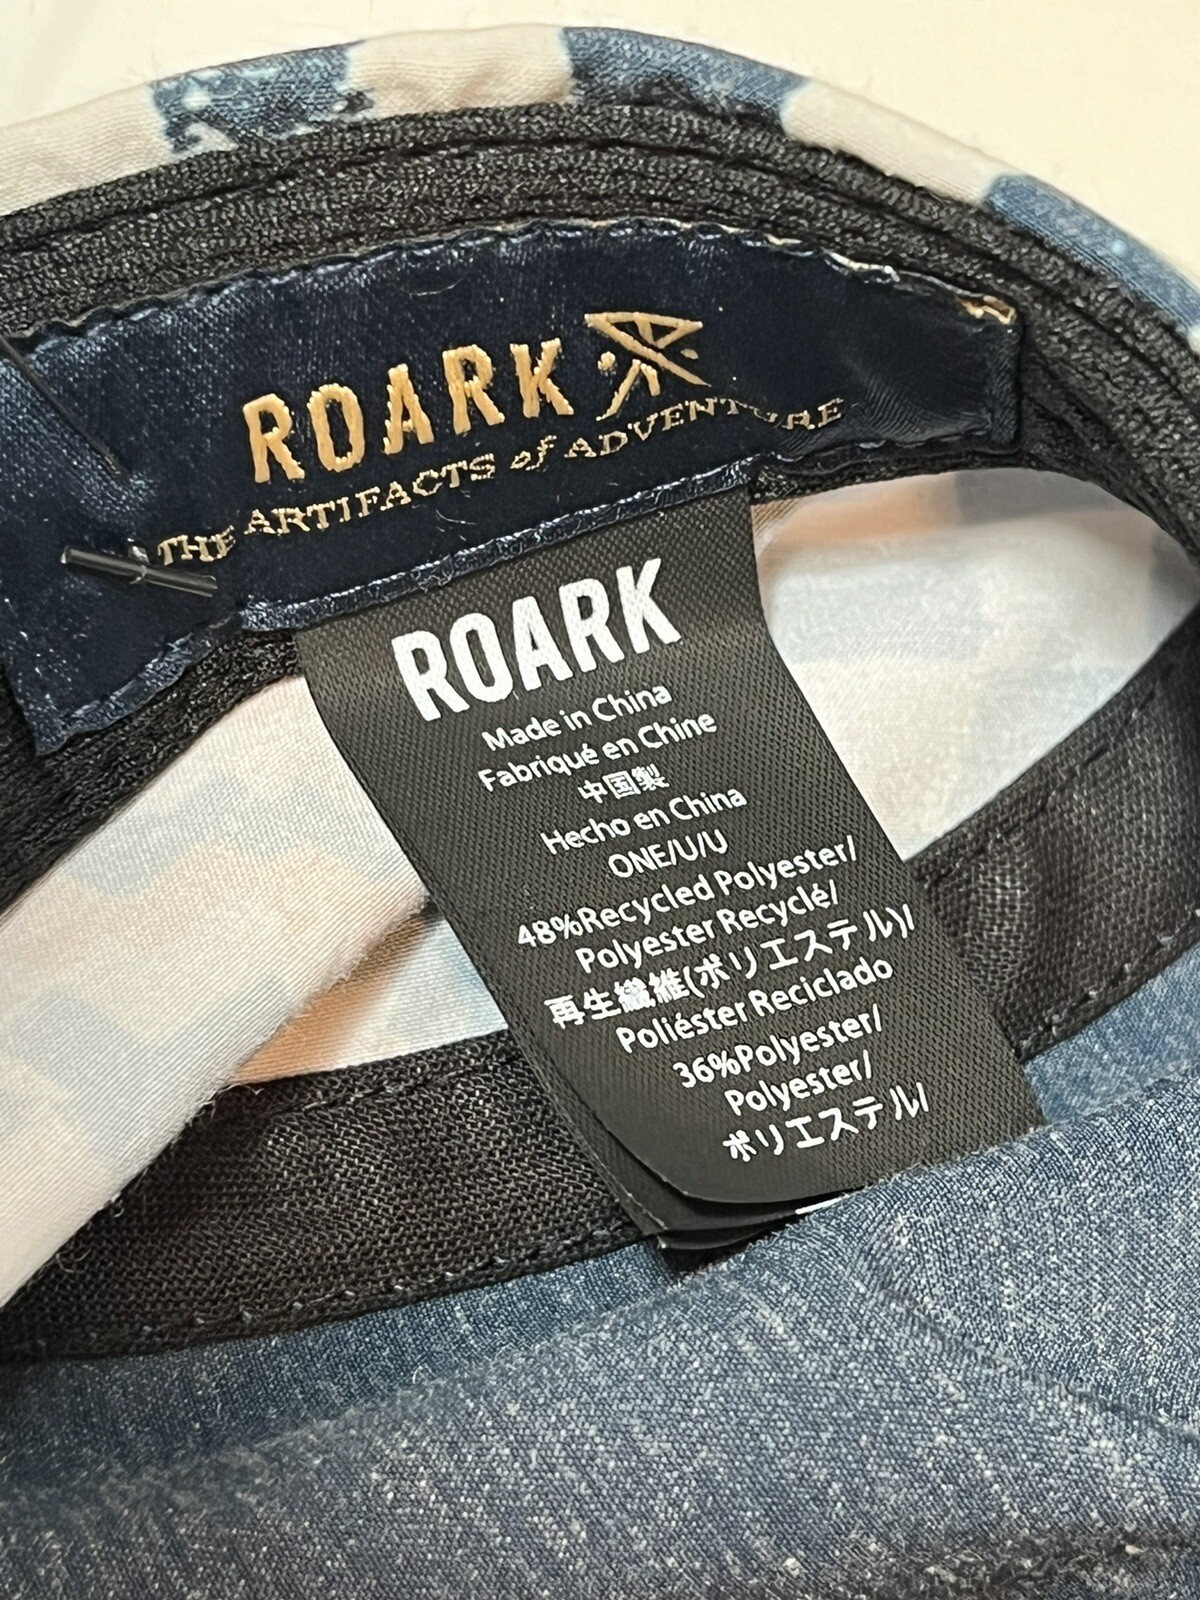 ROARK
THE ARTIFACTS of ADVENTURE
ROARK
Made in China
Fabriqué en Chine
中国製
Hecho en China
ONE/U/U
48%Recycled Polyester/
Polyester Recyclé/
再生繊維(ポリエステル)/
Poliéster Reciclado
36%Polyester/
Polyester/
ポリエステル/